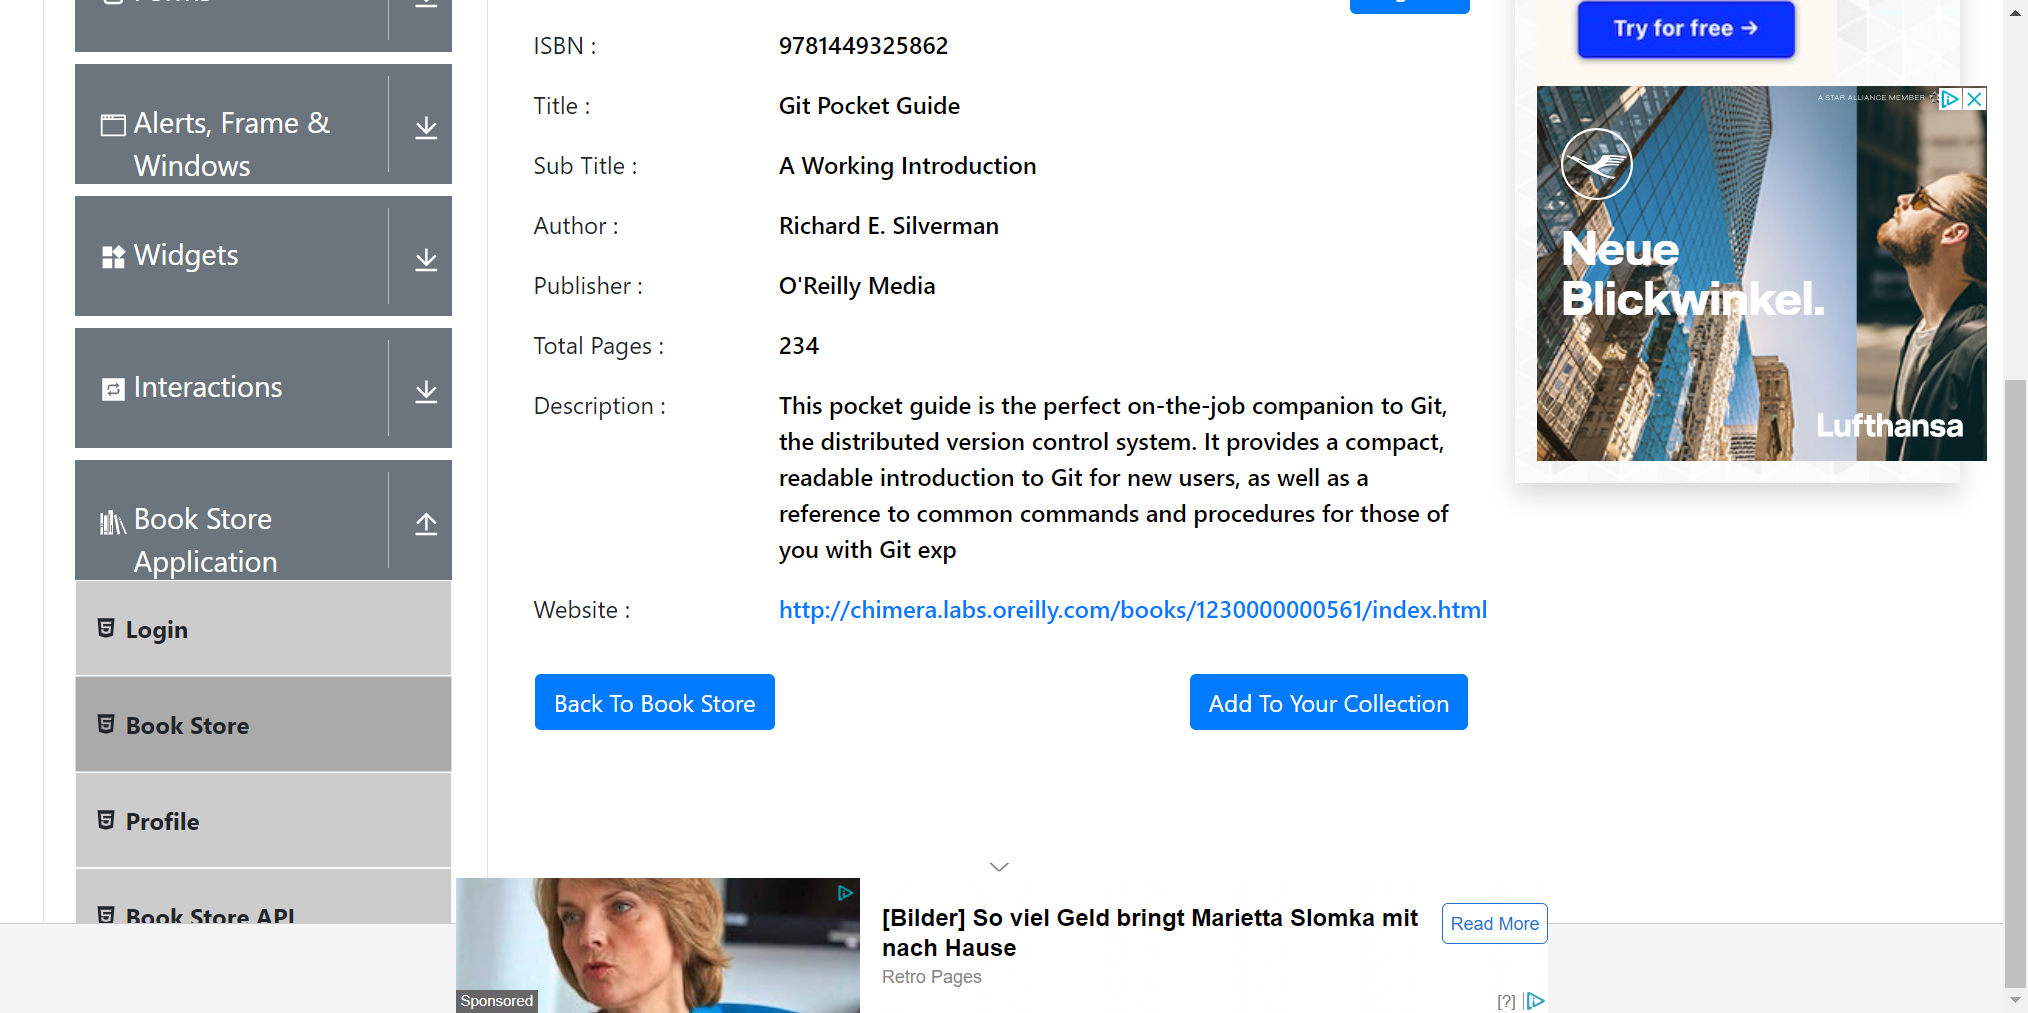 Alerts, Frame &
Windows
Widgets
Interactions
Book Store
Application
Login
Book Store
Profile
Book Store API
ISBN : 9781449325862
Title : Git Pocket Guide
Sub Title : A Working Introduction
Author : Richard E. Silverman
Publisher : O'Reilly Media
Total Pages : 234
Description : This pocket guide is the perfect on-the-job companion to Git,
the distributed version control system. It provides a compact,
readable introduction to Git for new users, as well as a
reference to common commands and procedures for those of
you with Git exp
Website : http://chimera.labs.oreilly.com/books/1230000000561/index.html
Back To Book Store
Add To Your Collection
Try for free →
A STAR ALLIANCE MEMBER
Neue
Blickwinkel.
Lufthansa
[Bilder] So viel Geld bringt Marietta Slomka mit
nach Hause
Retro Pages
Read More
Sponsored
[?]